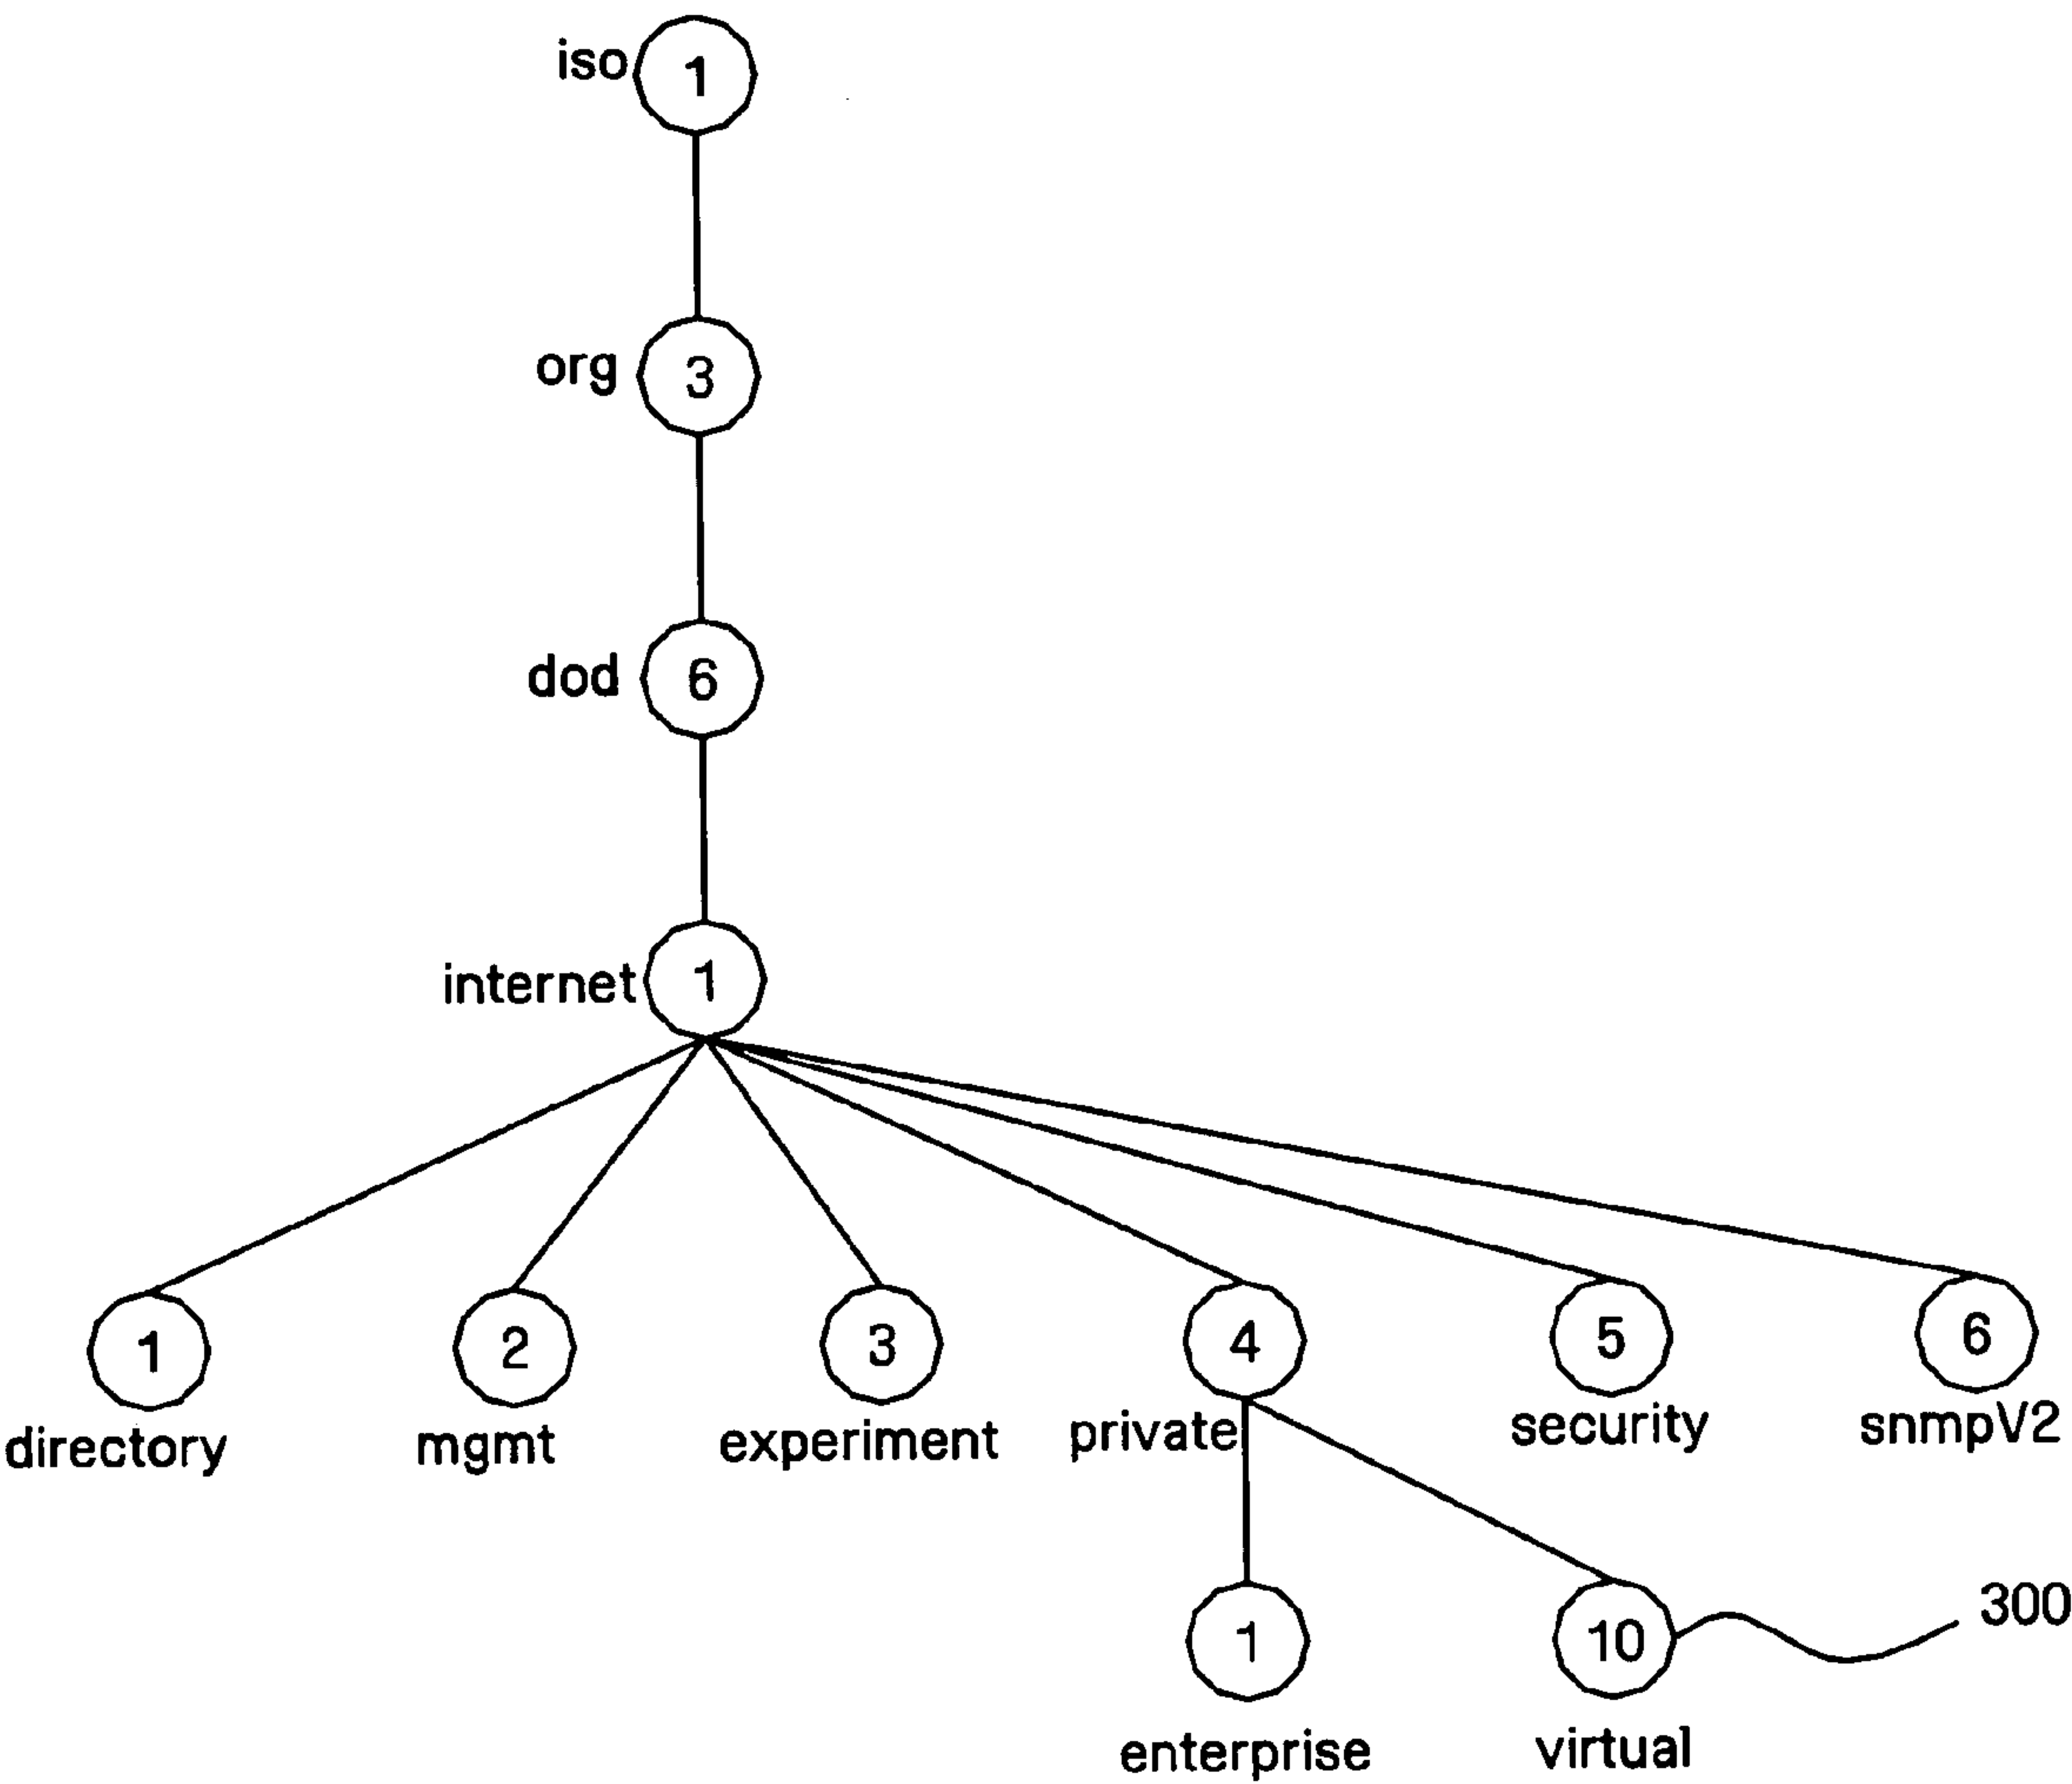 iso 1
org 3
dod 6
internet 1
1 2 3 4 5 6
directory mgmt experiment private security snmpV2
1 10 300
enterprise virtual